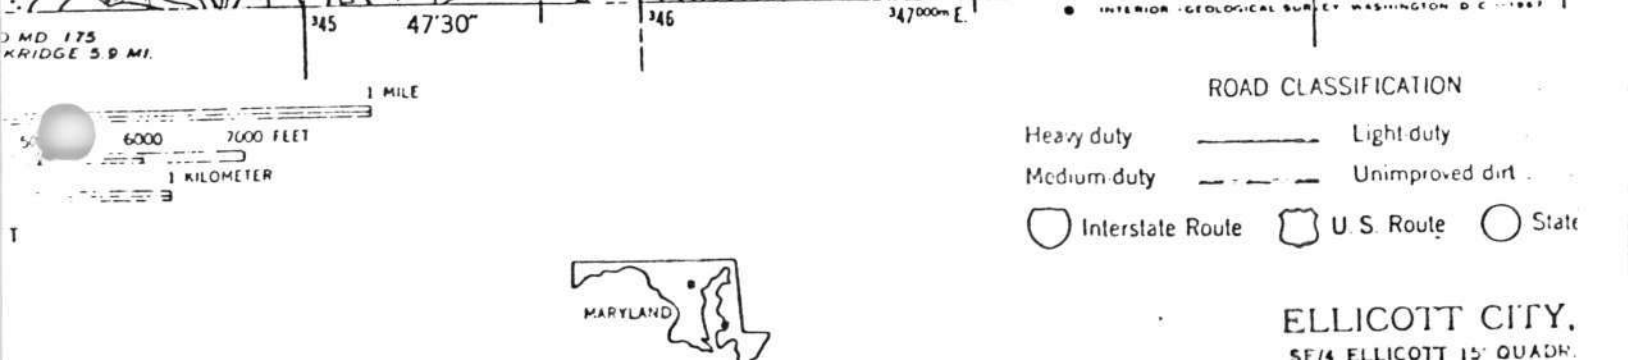 ³45 47'30" ³46 ³47000m E.
INTERIOR - GEOLOGICAL SURVEY WASHINGTON D C
MD 175
KRIDGE 5.9 MI.
1 MILE
6000 7000 FEET
1 KILOMETER
T
ROAD CLASSIFICATION
Heavy duty Light duty
Medium duty Unimproved dirt
Interstate Route U. S. Route State
MARYLAND
ELLICOTT CITY,
SE/4 ELLICOTT 15' QUADR.